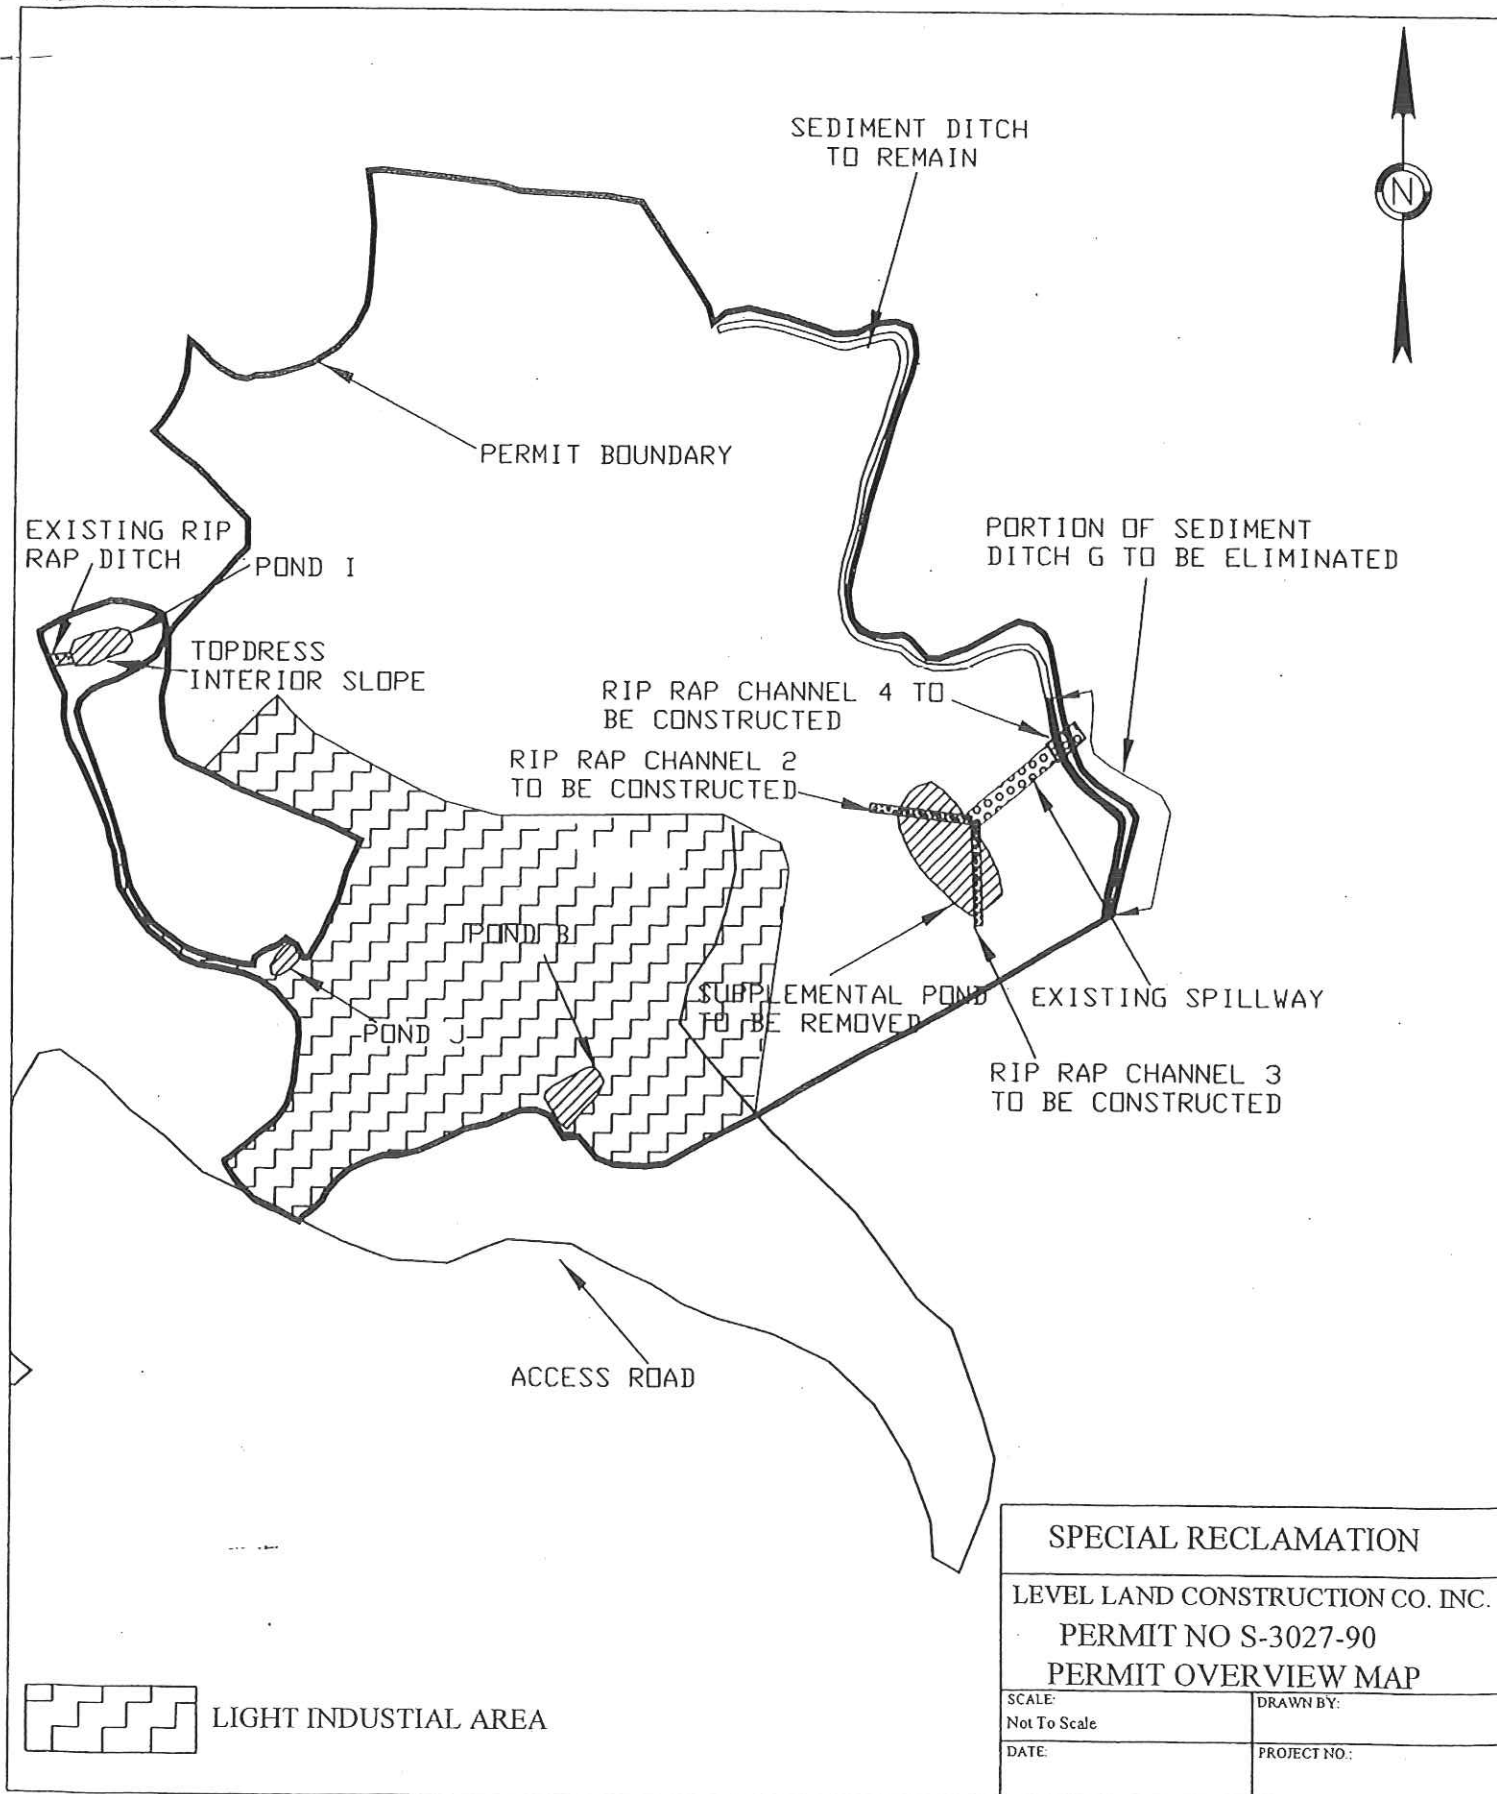 SEDIMENT DITCH
TO REMAIN
N
PERMIT BOUNDARY
EXISTING RIP
RAP DITCH
POND I
PORTION OF SEDIMENT
DITCH G TO BE ELIMINATED
TOPDRESS
INTERIOR SLOPE
RIP RAP CHANNEL 4 TO
BE CONSTRUCTED
RIP RAP CHANNEL 2
TO BE CONSTRUCTED
POND B
SUPPLEMENTAL POND
TO BE REMOVED
EXISTING SPILLWAY
POND J
RIP RAP CHANNEL 3
TO BE CONSTRUCTED
ACCESS ROAD
SPECIAL RECLAMATION
LEVEL LAND CONSTRUCTION CO. INC.
PERMIT NO S-3027-90
PERMIT OVERVIEW MAP
SCALE:
Not To Scale
DRAWN BY:
DATE:
PROJECT NO.:
LIGHT INDUSTIAL AREA